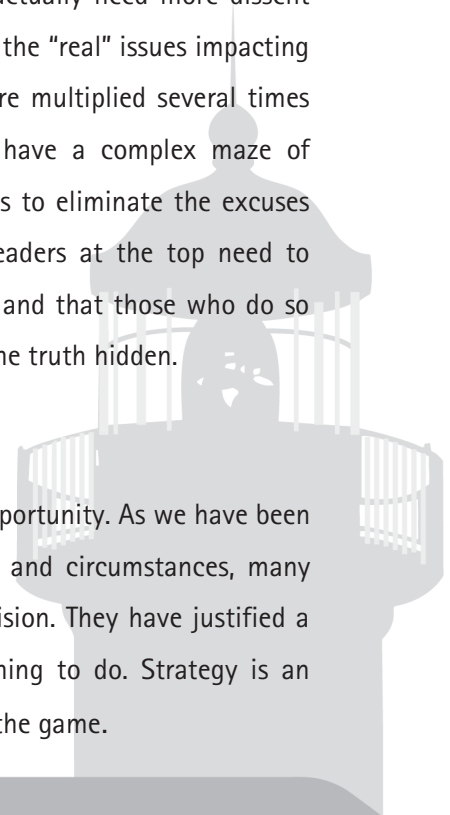 actually need more dissent
the “real” issues impacting
re multiplied several times
have a complex maze of
s to eliminate the excuses
eaders at the top need to
and that those who do so
he truth hidden.
portunity. As we have been
and circumstances, many
ision. They have justified a
ning to do. Strategy is an
the game.